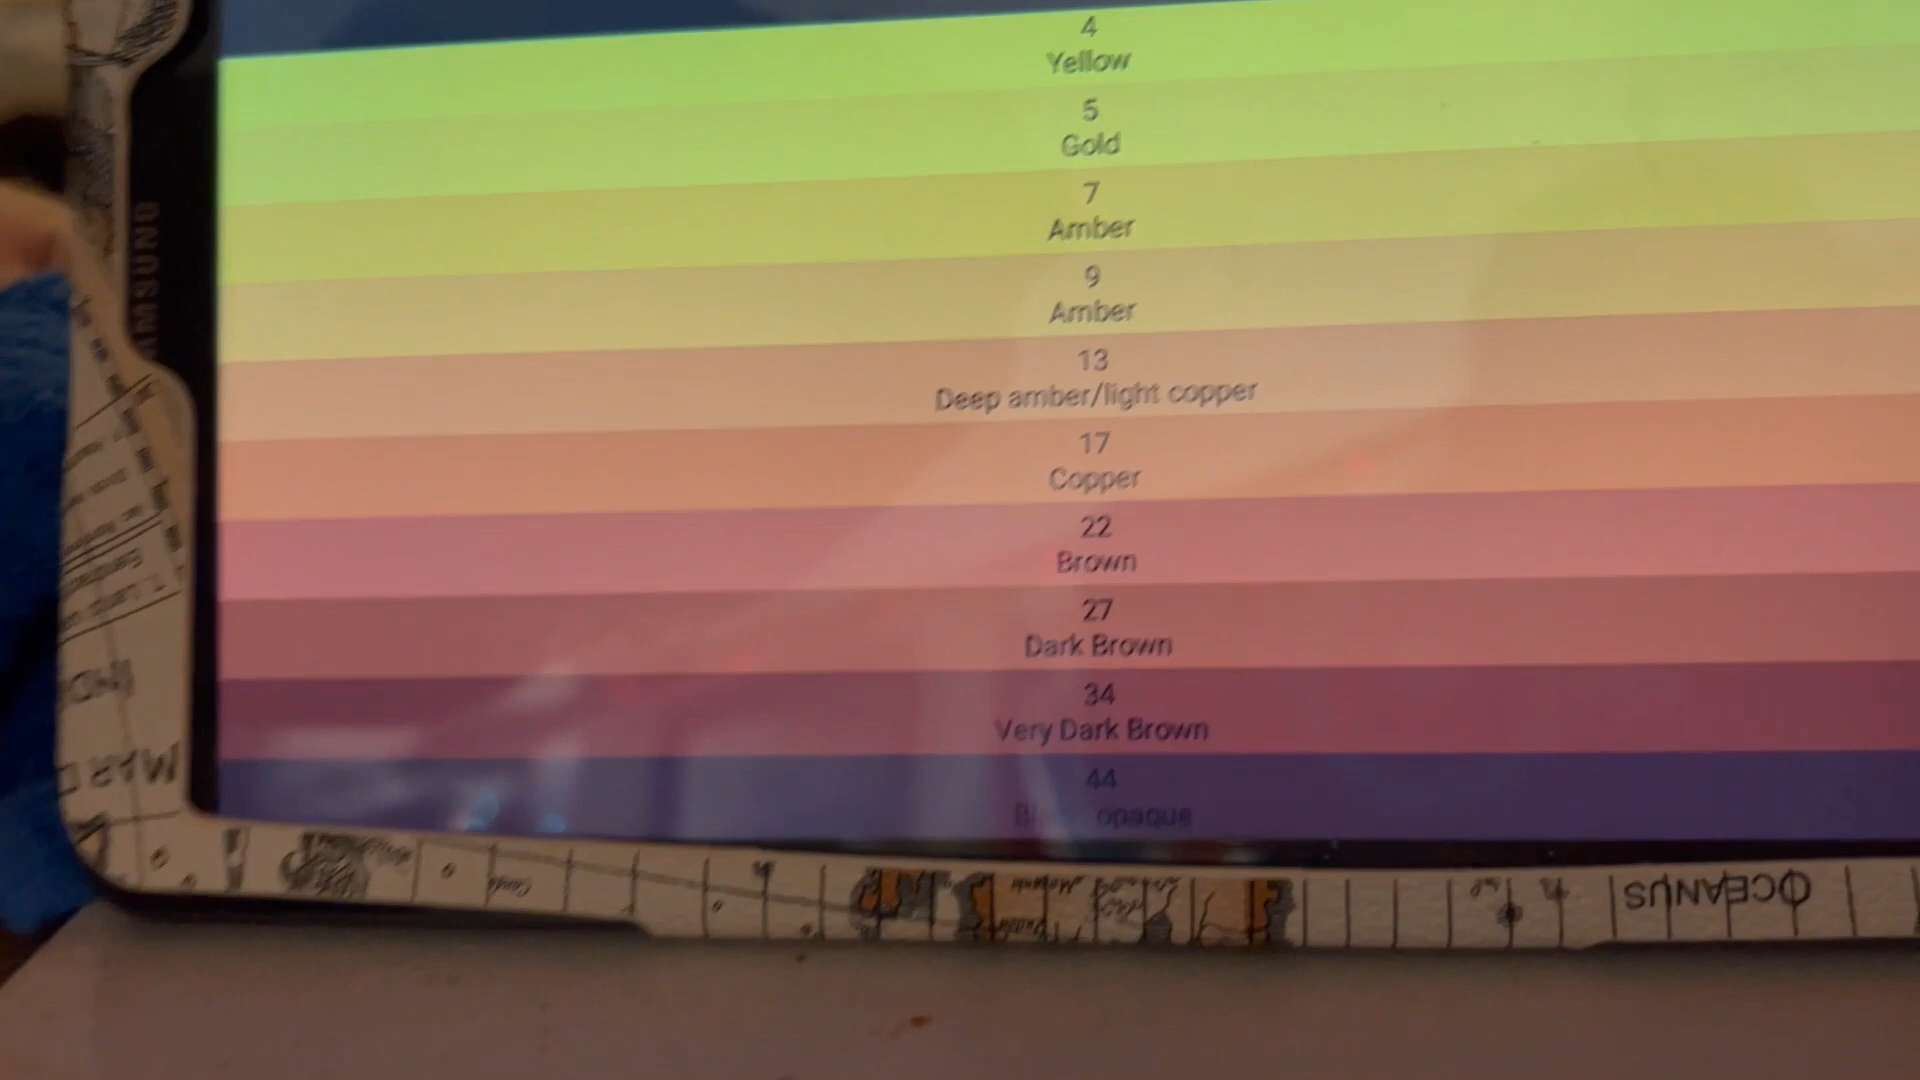 4
Yellow
5
Gold
7
Amber
9
Amber
13
Deep amber/light copper
17
Copper
22
Brown
27
Dark Brown
34
Very Dark Brown
44
opaque
OCEANUS